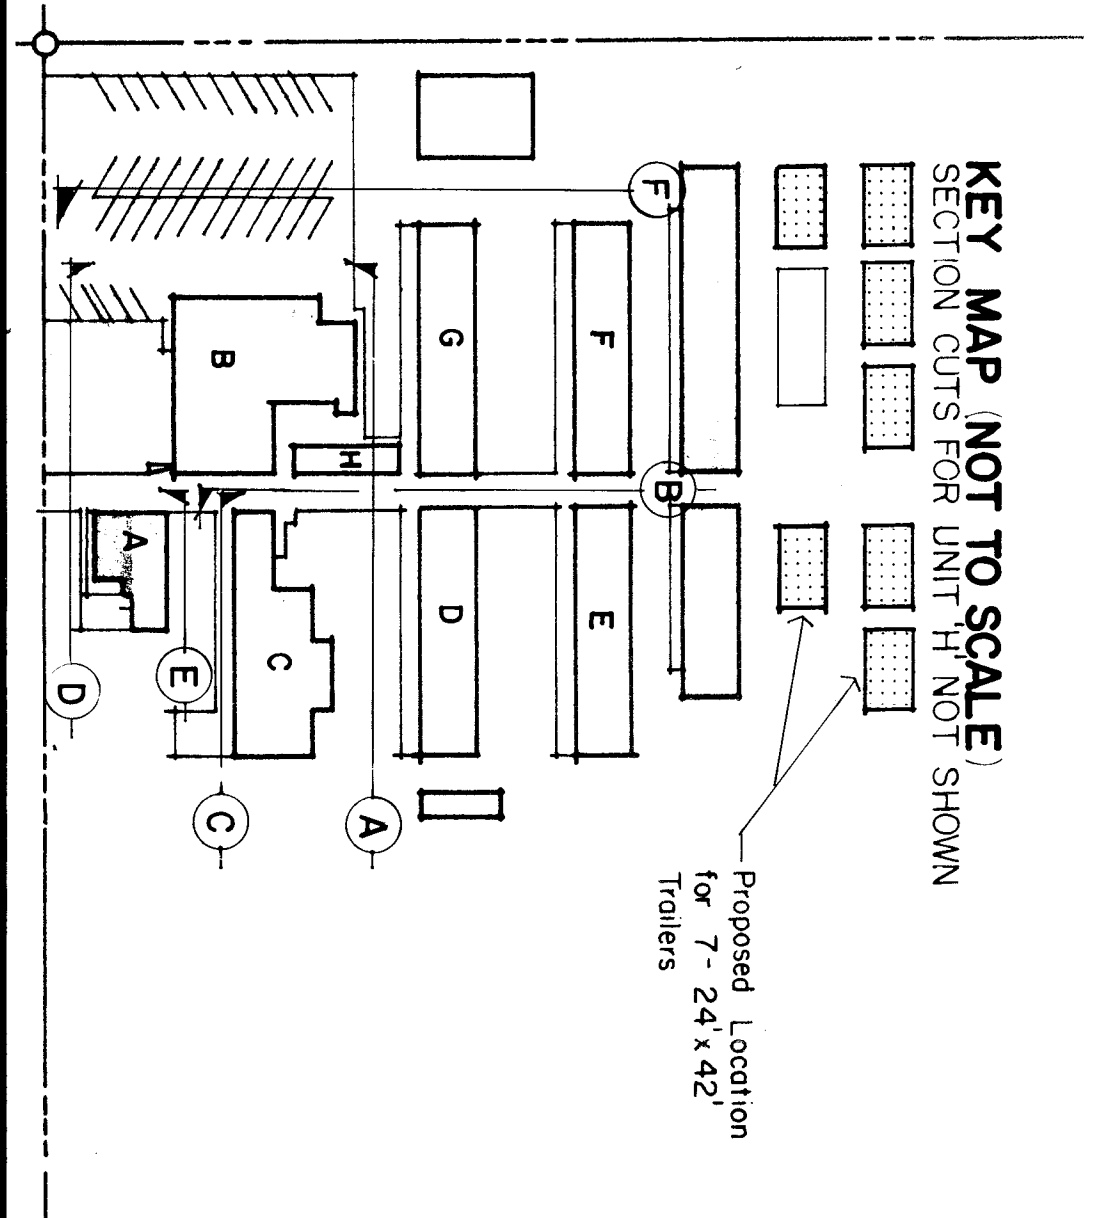 KEY MAP (NOT TO SCALE)
SECTION CUTS FOR UNIT 'H' NOT SHOWN
Proposed Location
for 7- 24' x 42'
Trailers
F
B
F
E
G
D
H
A
B
C
C
E
A
D